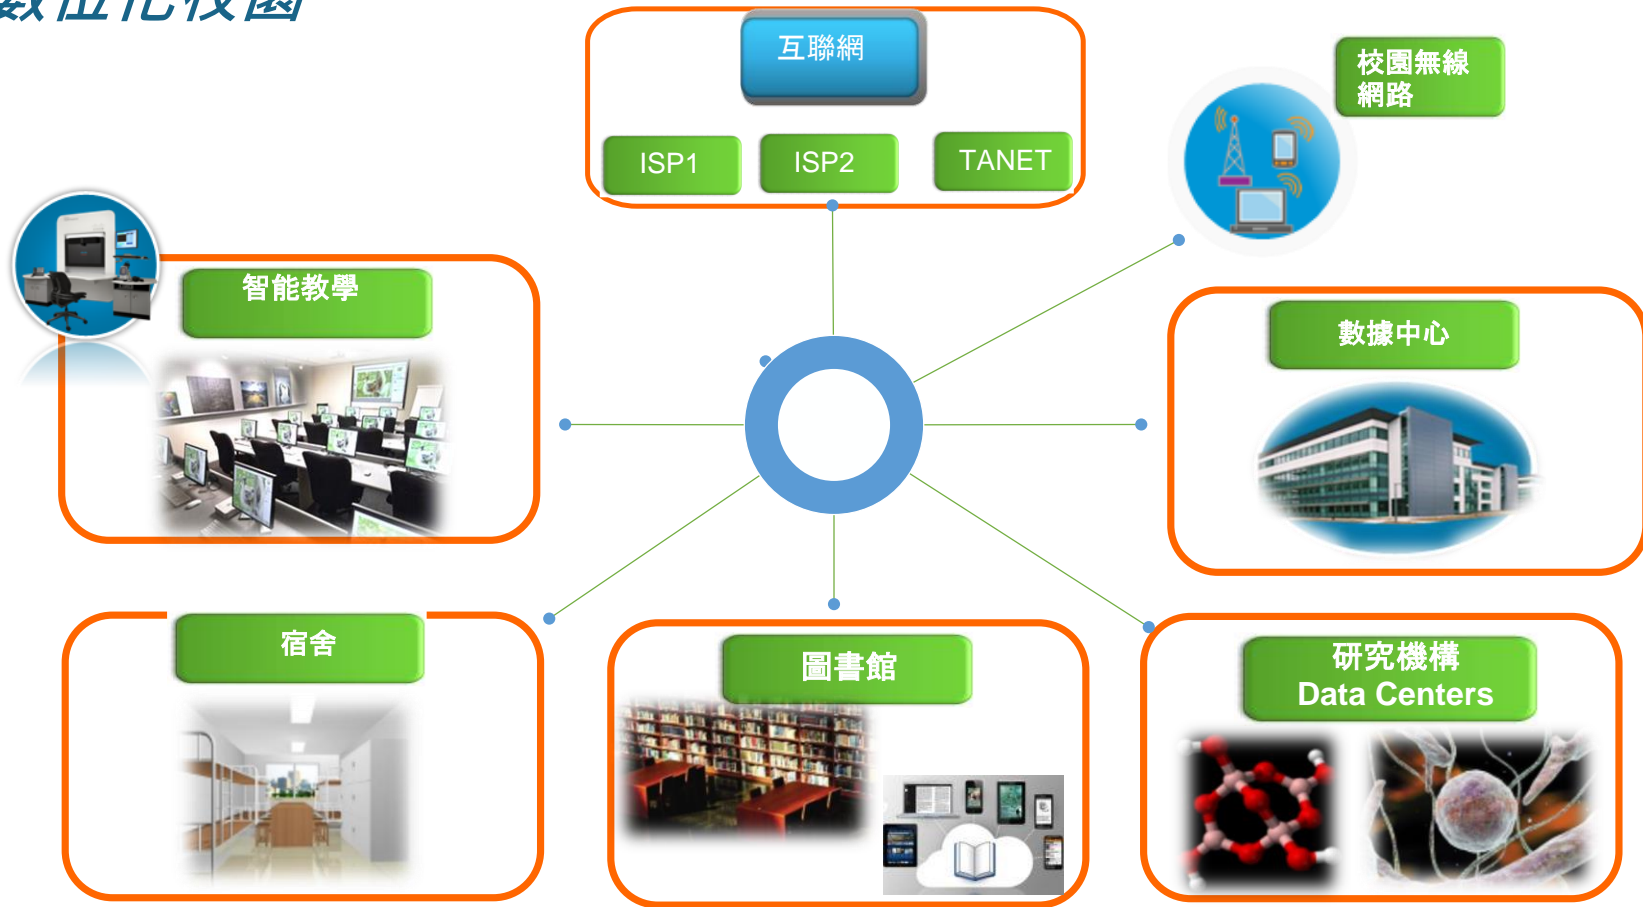 數位化校園
互聯網
ISP1
ISP2
TANET
校園無線
網路
智能教學
數據中心
宿舍
圖書館
研究機構
Data Centers